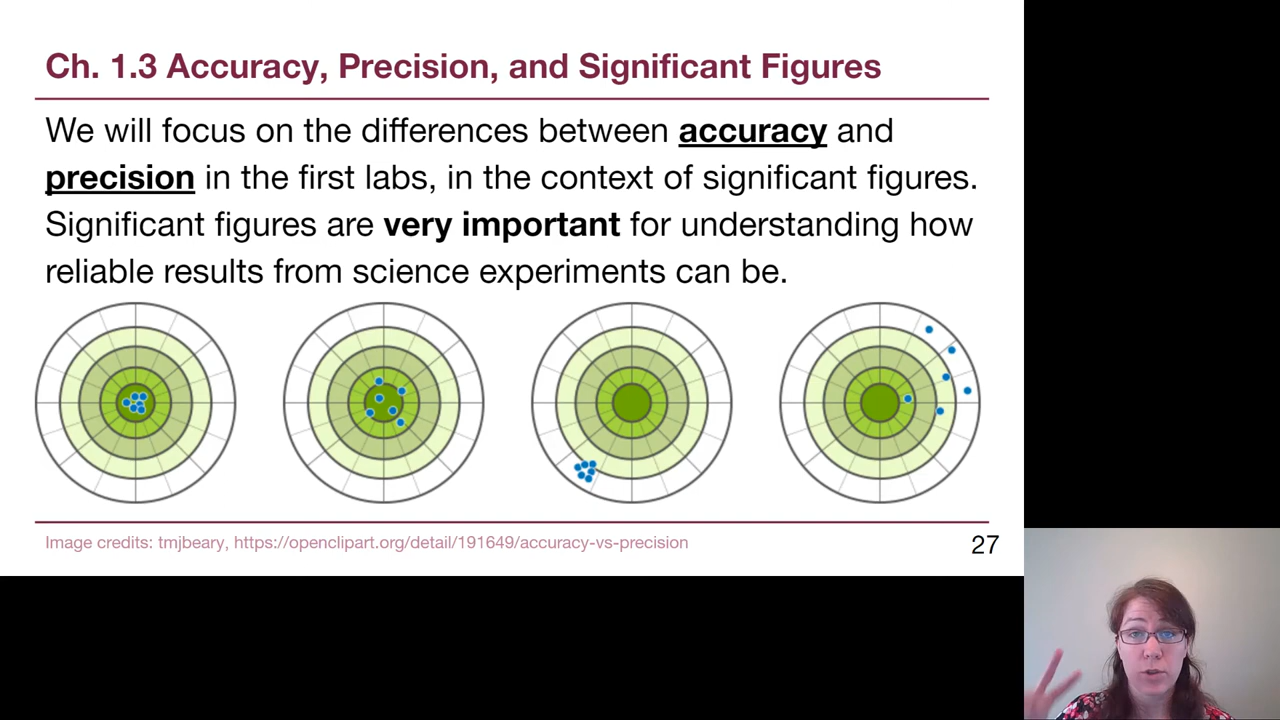 Ch. 1.3 Accuracy, Precision, and Significant Figures
We will focus on the differences between accuracy and
precision in the first labs, in the context of significant figures.
Significant figures are very important for understanding how
reliable results from science experiments can be.
Image credits: tmjbeary, https://openclipart.org/detail/191649/accuracy-vs-precision
27